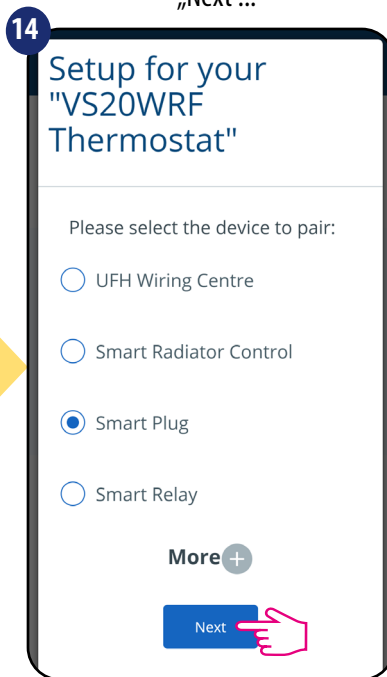 „Next ...
14
Setup for your
"VS20WRF
Thermostat"
Please select the device to pair:
UFH Wiring Centre
Smart Radiator Control
Smart Plug
Smart Relay
More +
Next